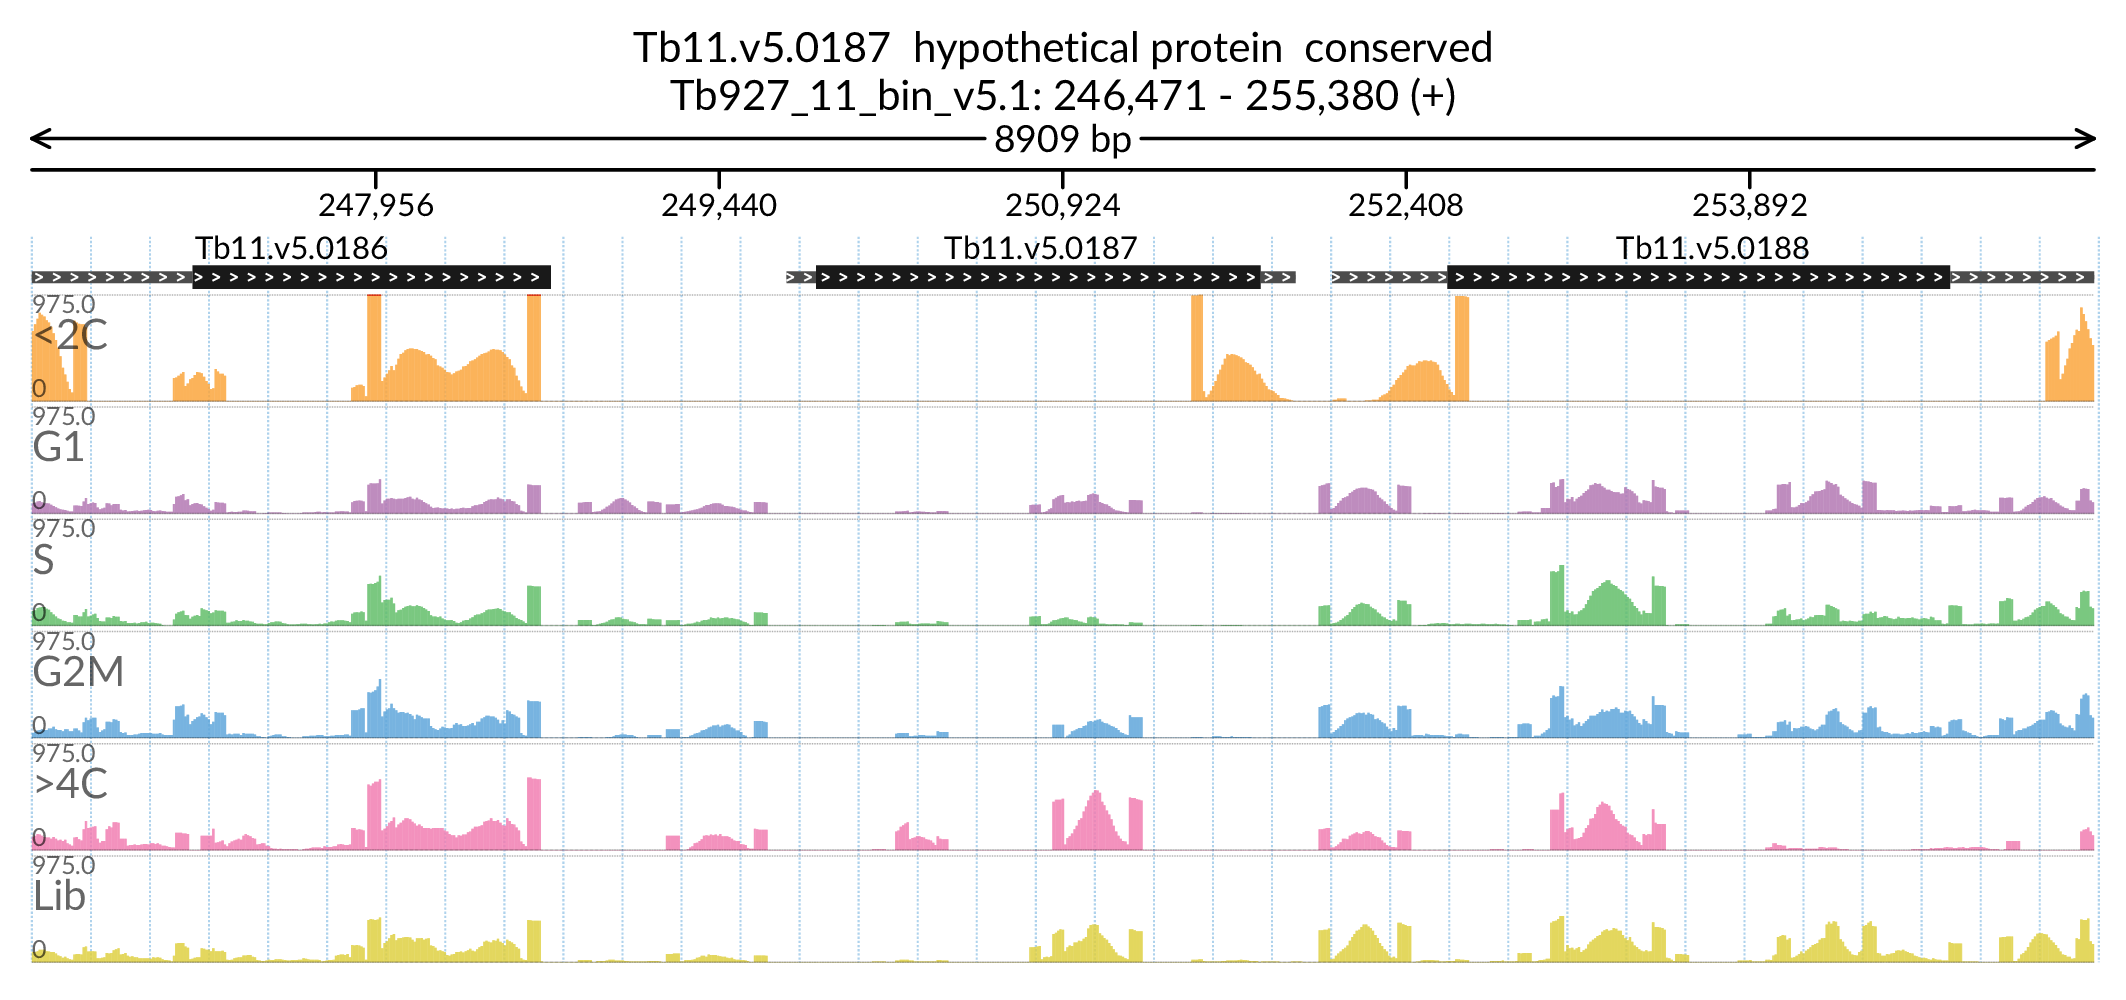 Tb11.v5.0187 hypothetical protein conserved
Tb927_11_bin_v5.1: 246,471 - 255,380 (+)
8909 bp
247,956 249,440 250,924 252,408 253,892
Tb11.v5.0186 Tb11.v5.0187 Tb11.v5.0188
975.0
<2C
0
975.0
G1
0
975.0
S
0
975.0
G2M
0
975.0
>4C
0
975.0
Lib
0